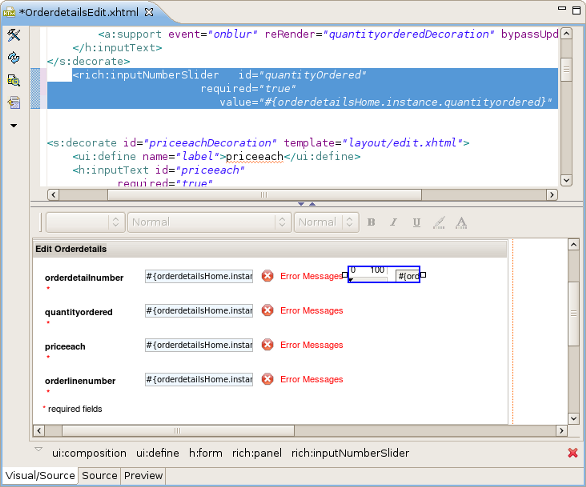 *OrderdetailsEdit.xhtml
<a:support event="onblur" reRender="quantityorderedDecoration" bypassUpd
</h:inputText>
</s:decorate>
<rich:inputNumberSlider id="quantityOrdered"
required="true"
value="#{orderdetailsHome.instance.quantityordered}"
<s:decorate id="priceeachDecoration" template="layout/edit.xhtml">
<ui:define name="label">priceeach</ui:define>
<h:inputText id="priceeach"
required="true"
Normal Normal B I U A
Edit Orderdetails
orderdetailnumber #{orderdetailsHome.instar Error Messages 0 100 #{ord
*
quantityordered #{orderdetailsHome.instar Error Messages
*
priceeach #{orderdetailsHome.instar Error Messages
*
orderlinenumber #{orderdetailsHome.instar Error Messages
*
* required fields
ui:composition ui:define h:form rich:panel rich:inputNumberSlider
Visual/Source Source Preview